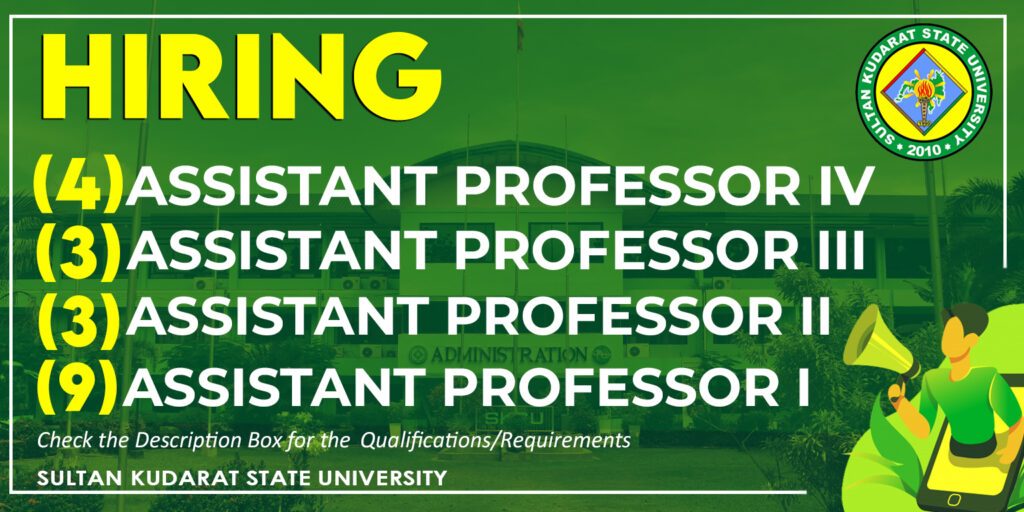 HIRING
SULTAN KUDARAT STATE UNIVERSITY
* 2010 *
(4) ASSISTANT PROFESSOR IV
(3) ASSISTANT PROFESSOR III
(3) ASSISTANT PROFESSOR II
ADMINISTRATION
(9) ASSISTANT PROFESSOR I
SKSU
Check the Description Box for the Qualifications/Requirements
SULTAN KUDARAT STATE UNIVERSITY